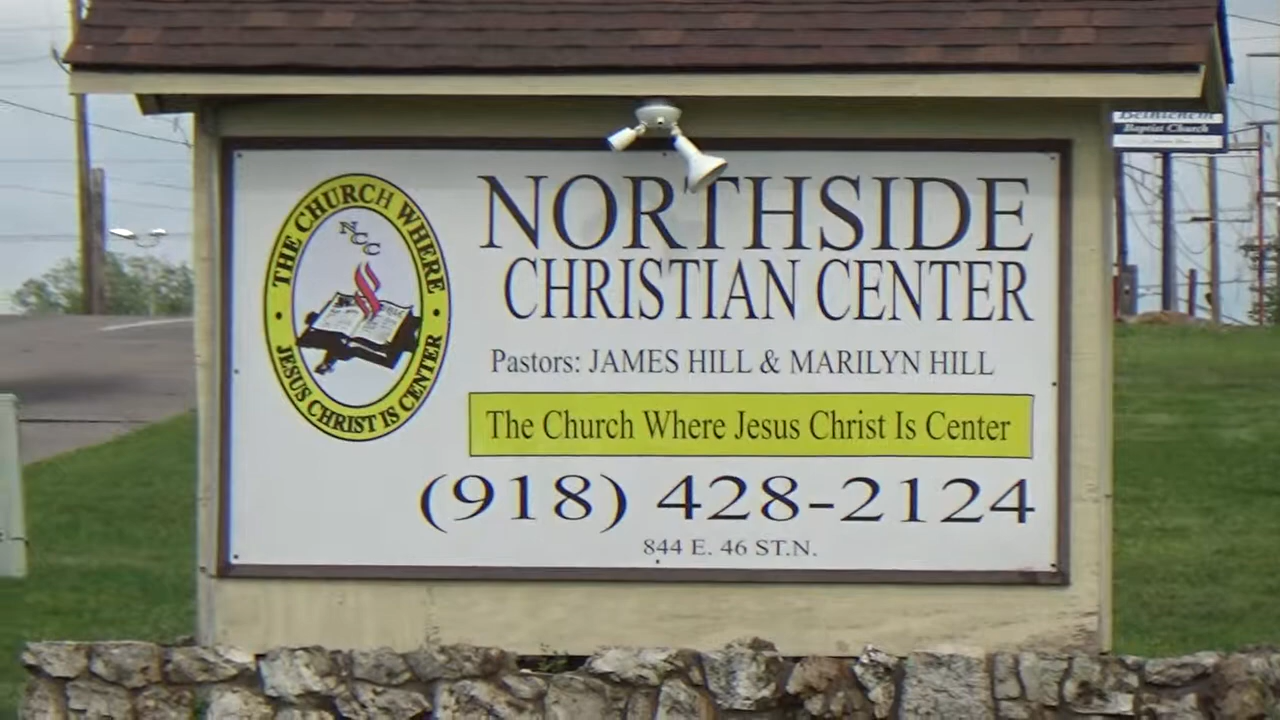 THE CHURCH WHERE
NCC
JESUS CHRIST IS CENTER
NORTHSIDE
CHRISTIAN CENTER
Pastors: JAMES HILL & MARILYN HILL
The Church Where Jesus Christ Is Center
(918) 428-2124
844 E. 46 ST.N.
Bethlehem
Baptist Church